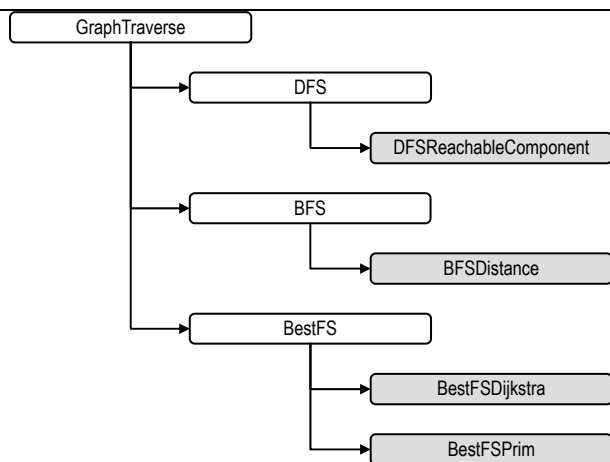 GraphTraverse
DFS
DFSReachableComponent
BFS
BFSDistance
BestFS
BestFSDijkstra
BestFSPrim